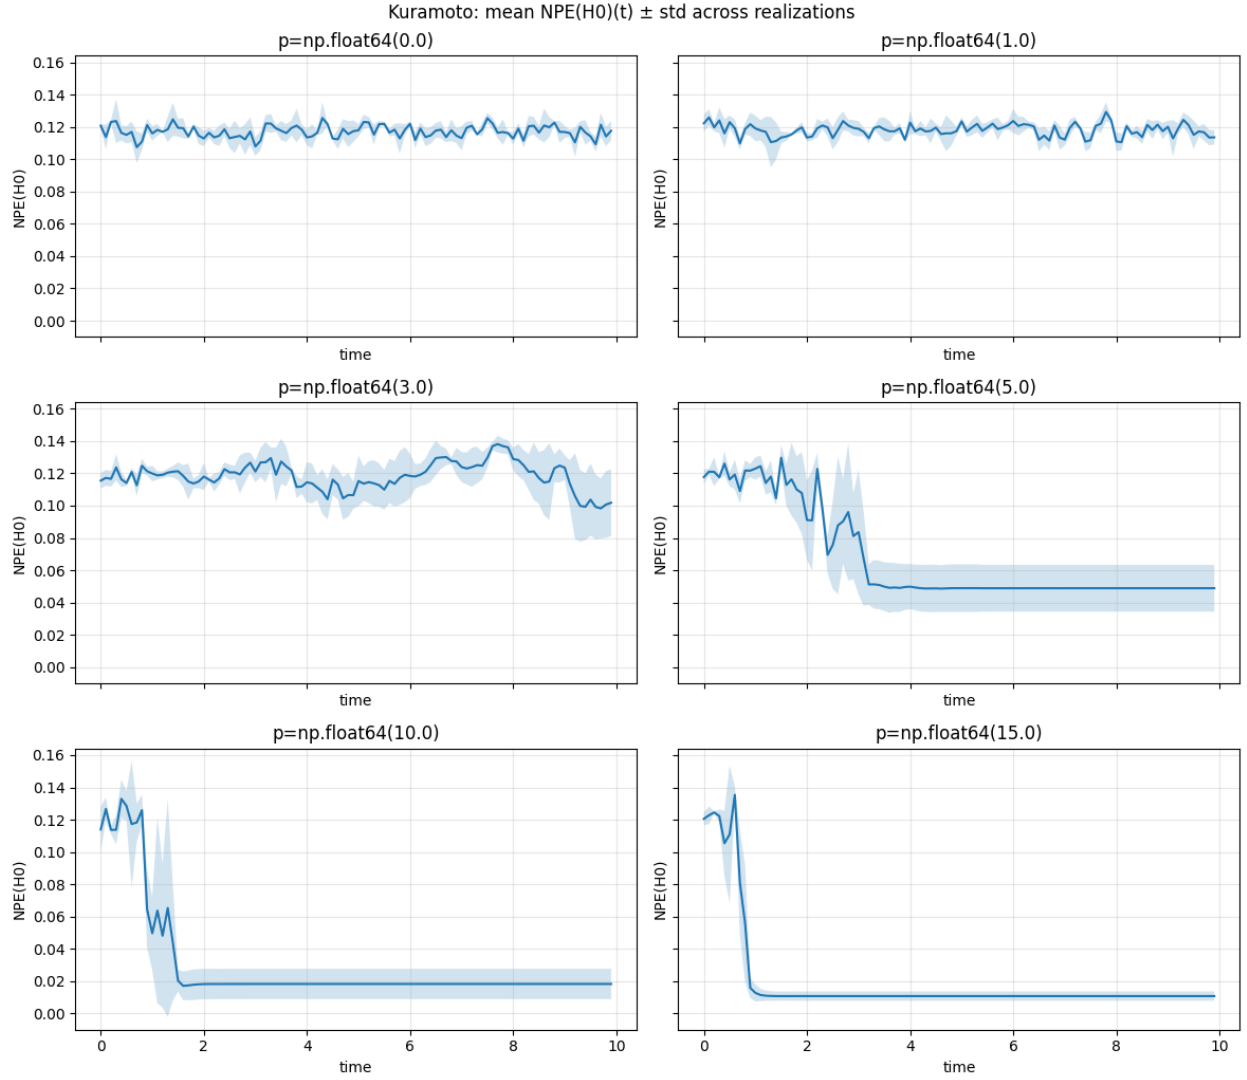 Kuramoto: mean NPE(H0)(t) ± std across realizations
p=np.float64(0.0)
NPE(H0)
0.16
0.14
0.12
0.10
0.08
0.06
0.04
0.02
0.00
time
p=np.float64(1.0)
NPE(H0)
time
p=np.float64(3.0)
NPE(H0)
0.16
0.14
0.12
0.10
0.08
0.06
0.04
0.02
0.00
time
p=np.float64(5.0)
NPE(H0)
time
p=np.float64(10.0)
NPE(H0)
0.16
0.14
0.12
0.10
0.08
0.06
0.04
0.02
0.00
0 2 4 6 8 10
time
p=np.float64(15.0)
NPE(H0)
0 2 4 6 8 10
time